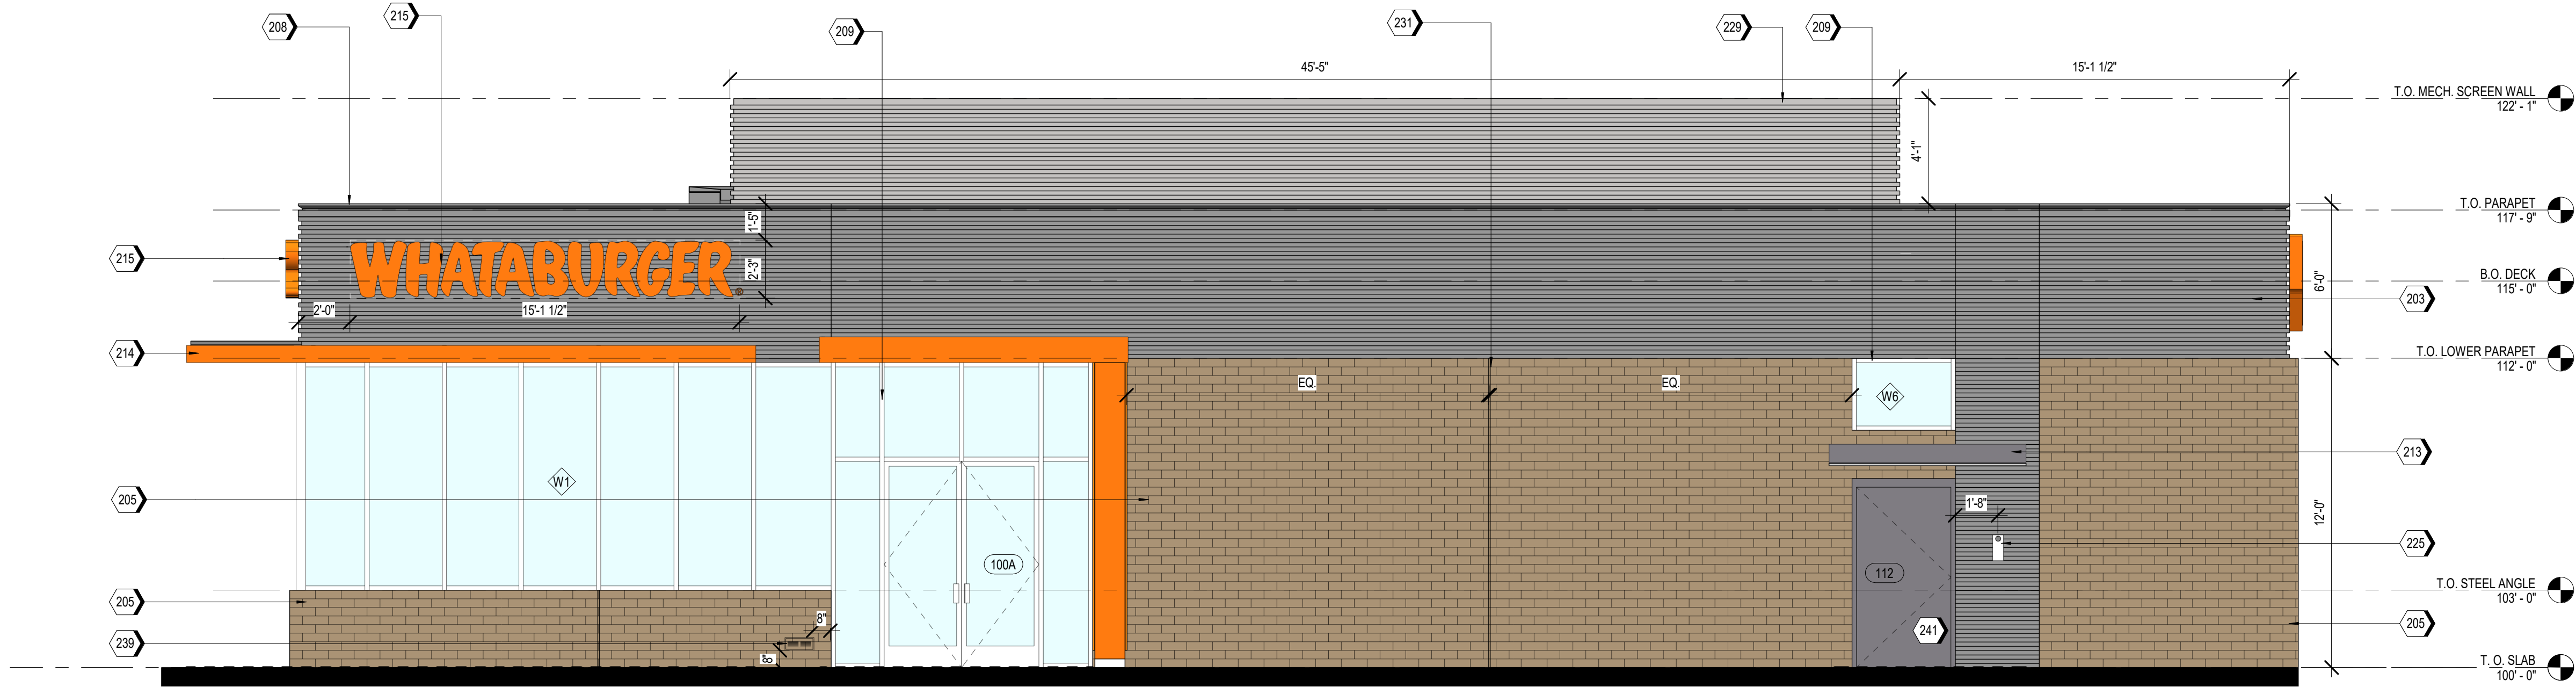 215
208
209
231
229
209
45'-5"
15'-1 1/2"
T.O. MECH. SCREEN WALL
122' - 1"
4'-1"
T.O. PARAPET
117' - 9"
1'-5"
215
WHATABURGER®
2'-3"
B.O. DECK
115' - 0"
6'-0"
203
2'-0"
15'-1 1/2"
214
T.O. LOWER PARAPET
112' - 0"
EQ.
EQ.
W6
213
W1
205
1'-8"
12'-0"
225
100A
112
T.O. STEEL ANGLE
103' - 0"
205
8"
241
205
239
8"
T. O. SLAB
100' - 0"